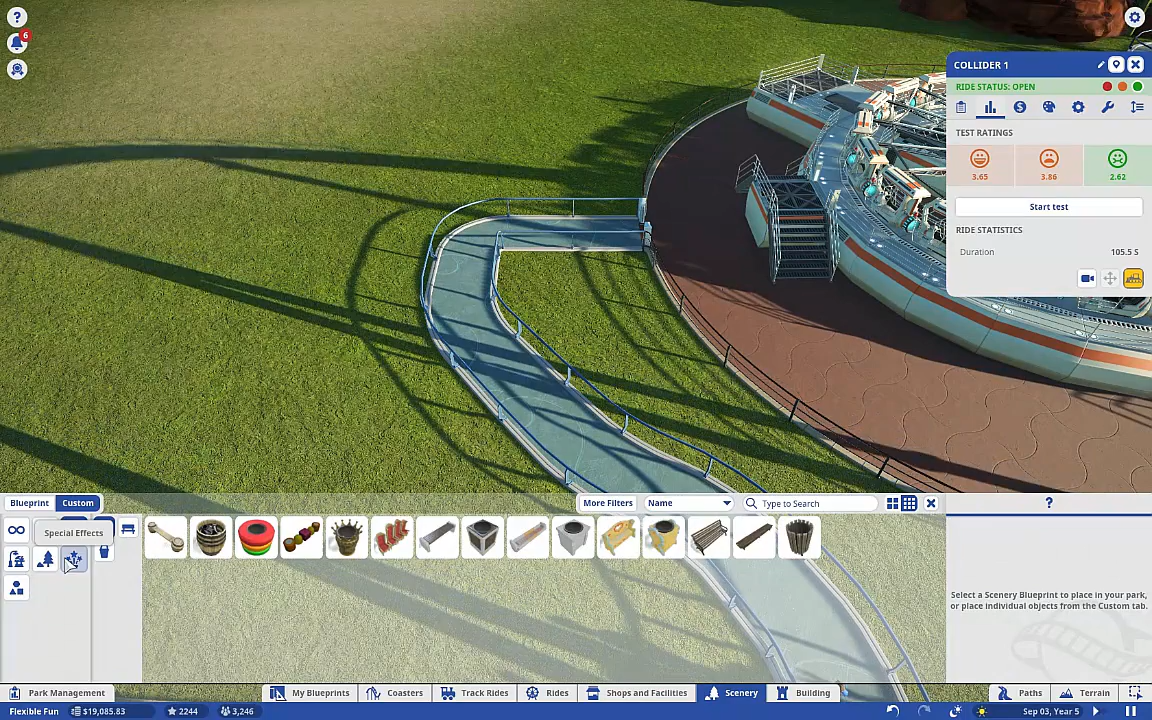 ?
6
COLLIDER 1
RIDE STATUS: OPEN
TEST RATINGS
3.65 3.86 2.62
Start test
RIDE STATISTICS
Duration 105.5 S
Blueprint Custom More Filters Name Type to Search ?
Special Effects
Select a Scenery Blueprint to place in your park,
or place individual objects from the Custom tab.
Park Management My Blueprints Coasters Track Rides Rides Shops and Facilities Scenery Building Paths Terrain
Flexible Fun $19,085.83 2244 3,246 Sep 03, Year 5